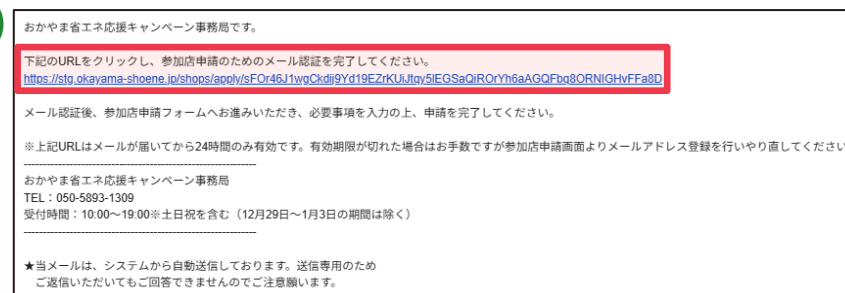 おかやま省エネ応援キャンペーン事務局です。
下記のURLをクリックし、参加店申請のためのメール認証を完了してください。
https://stg.okayama-shoene.jp/shops/apply/sFOr46J1wgCkdij9Yd19EZrKUiJtqy5lEGSaQiROrYh6aAGQFbq8ORNIGHvFFa8D
メール認証後、参加店申請フォームへお進みいただき、必要事項を入力の上、申請を完了してください。
※上記URLはメールが届いてから24時間のみ有効です。有効期限が切れた場合はお手数ですが参加店申請画面よりメールアドレス登録を行いやり直してください
------------------------------------------------------------
おかやま省エネ応援キャンペーン事務局
TEL：050-5893-1309
受付時間：10:00～19:00※土日祝を含む（12月29日～1月3日の期間は除く）
------------------------------------------------------------
★当メールは、システムから自動送信しております。送信専用のため
ご返信いただいてもご回答できませんのでご注意願います。